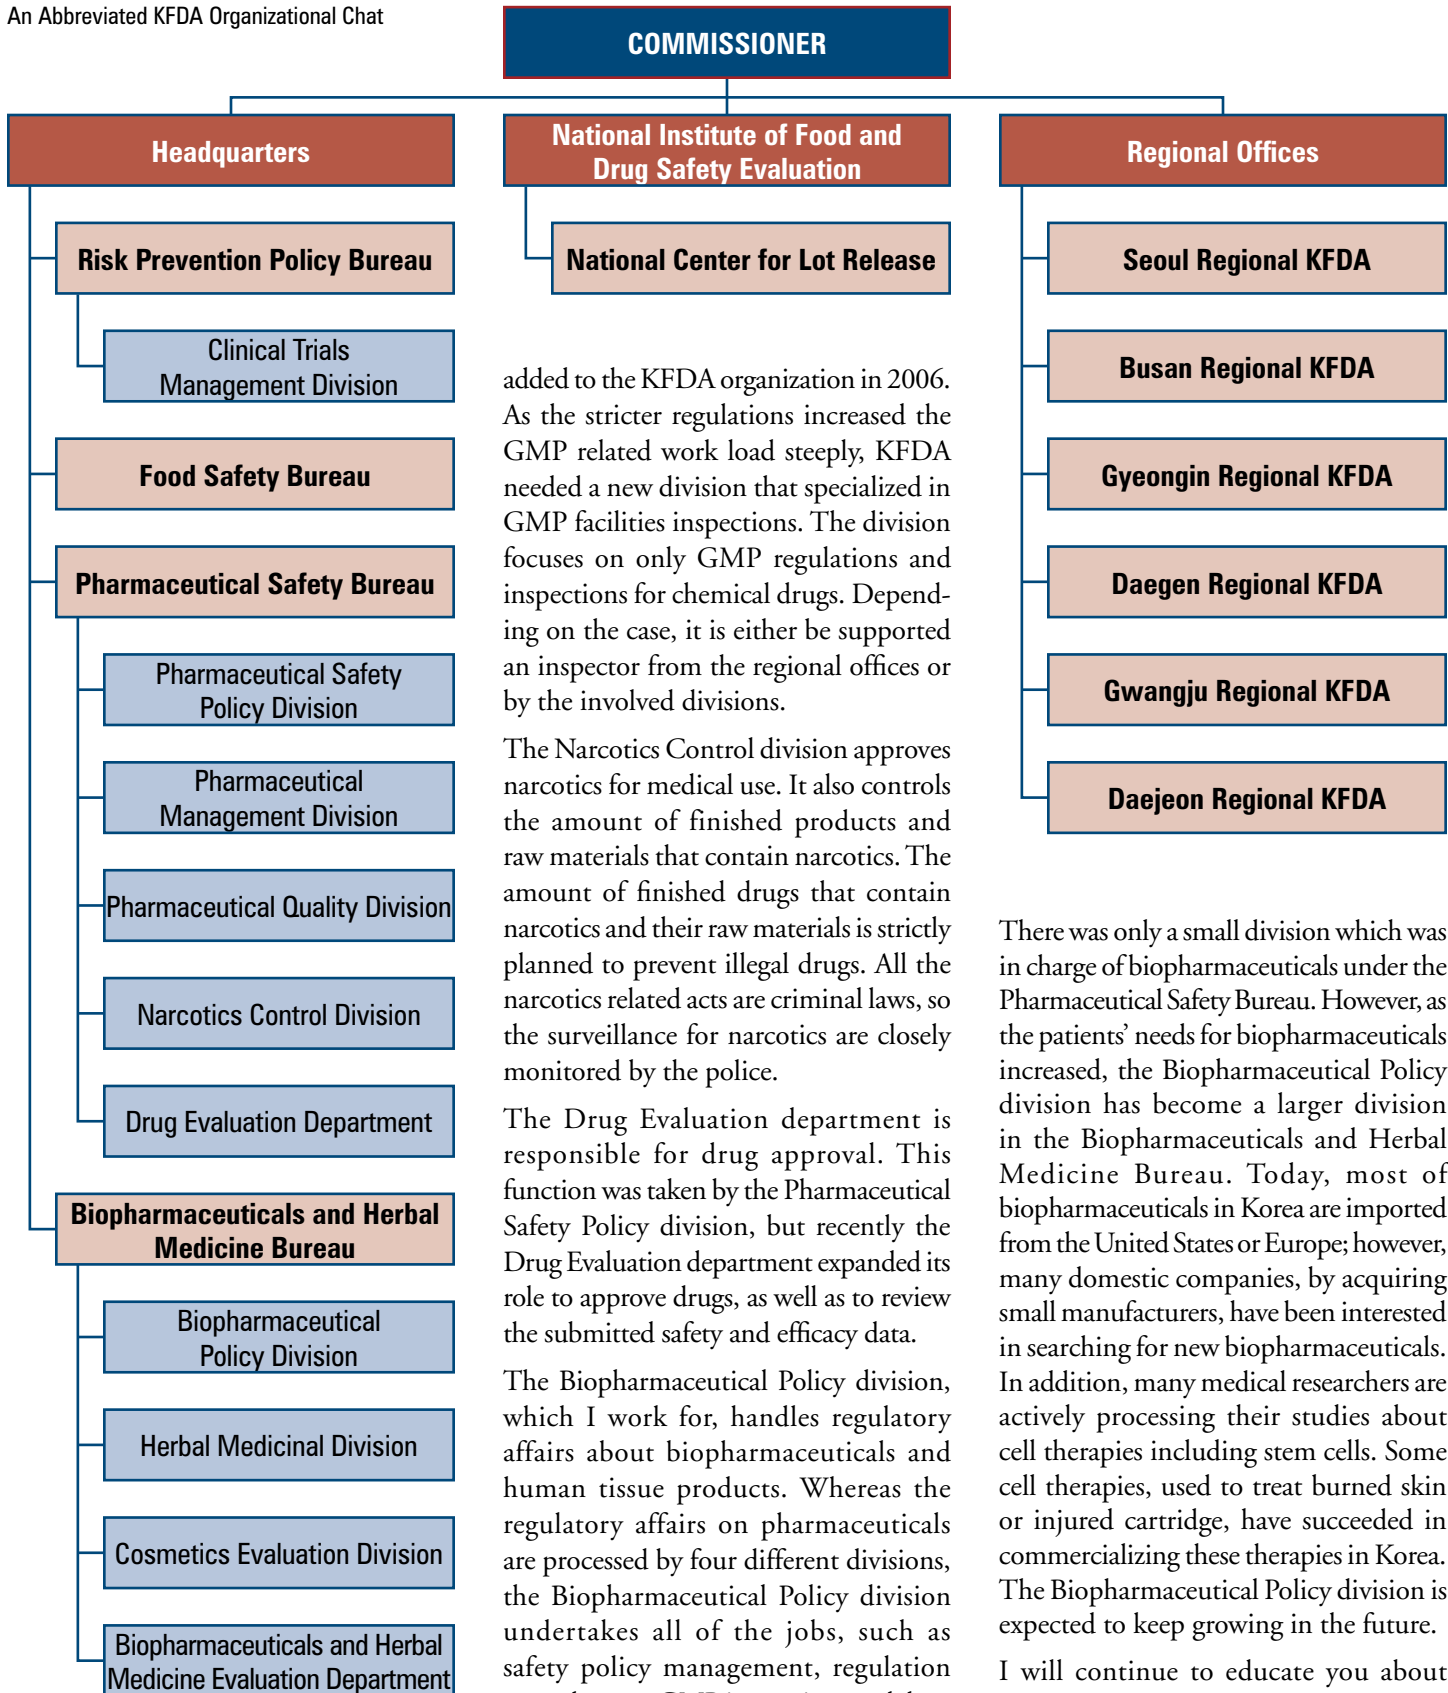 An Abbreviated KFDA Organizational Chat
COMMISSIONER
Headquarters
Risk Prevention Policy Bureau
Clinical Trials
Management Division
Food Safety Bureau
Pharmaceutical Safety Bureau
Pharmaceutical Safety
Policy Division
Pharmaceutical
Management Division
Pharmaceutical Quality Division
Narcotics Control Division
Drug Evaluation Department
Biopharmaceuticals and Herbal
Medicine Bureau
Biopharmaceutical
Policy Division
Herbal Medicinal Division
Cosmetics Evaluation Division
Biopharmaceuticals and Herbal
Medicine Evaluation Department
National Institute of Food and
Drug Safety Evaluation
National Center for Lot Release
Regional Offices
Seoul Regional KFDA
Busan Regional KFDA
Gyeongin Regional KFDA
Daegen Regional KFDA
Gwangju Regional KFDA
Daejeon Regional KFDA
added to the KFDA organization in 2006.
As the stricter regulations increased the
GMP related work load steeply, KFDA
needed a new division that specialized in
GMP facilities inspections. The division
focuses on only GMP regulations and
inspections for chemical drugs. Depend-
ing on the case, it is either be supported
an inspector from the regional offices or
by the involved divisions.
The Narcotics Control division approves
narcotics for medical use. It also controls
the amount of finished products and
raw materials that contain narcotics. The
amount of finished drugs that contain
narcotics and their raw materials is strictly
planned to prevent illegal drugs. All the
narcotics related acts are criminal laws, so
the surveillance for narcotics are closely
monitored by the police.
The Drug Evaluation department is
responsible for drug approval. This
function was taken by the Pharmaceutical
Safety Policy division, but recently the
Drug Evaluation department expanded its
role to approve drugs, as well as to review
the submitted safety and efficacy data.
The Biopharmaceutical Policy division,
which I work for, handles regulatory
affairs about biopharmaceuticals and
human tissue products. Whereas the
regulatory affairs on pharmaceuticals
are processed by four different divisions,
the Biopharmaceutical Policy division
undertakes all of the jobs, such as
safety policy management, regulation
There was only a small division which was
in charge of biopharmaceuticals under the
Pharmaceutical Safety Bureau. However, as
the patients' needs for biopharmaceuticals
increased, the Biopharmaceutical Policy
division has become a larger division
in the Biopharmaceuticals and Herbal
Medicine Bureau. Today, most of
biopharmaceuticals in Korea are imported
from the United States or Europe; however,
many domestic companies, by acquiring
small manufacturers, have been interested
in searching for new biopharmaceuticals.
In addition, many medical researchers are
actively processing their studies about
cell therapies including stem cells. Some
cell therapies, used to treat burned skin
or injured cartridge, have succeeded in
commercializing these therapies in Korea.
The Biopharmaceutical Policy division is
expected to keep growing in the future.
I will continue to educate you about